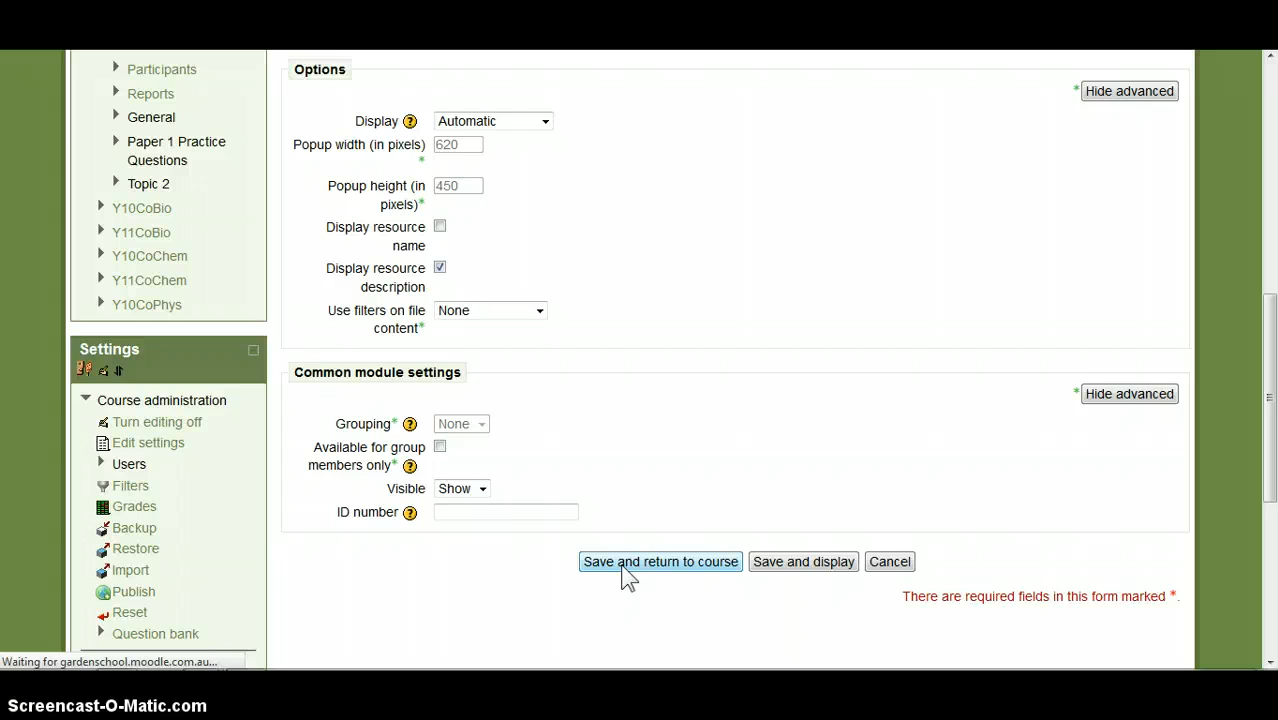 Participants
Reports
General
Paper 1 Practice
Questions
Topic 2
Y10CoBio
Y11CoBio
Y10CoChem
Y11CoChem
Y10CoPhys
Settings
Course administration
Turn editing off
Edit settings
Users
Filters
Grades
Backup
Restore
Import
Publish
Reset
Question bank
Options
* Hide advanced
Display Automatic
Popup width (in pixels) 620
*
Popup height (in 450
pixels)*
Display resource
name
Display resource
description
Use filters on file None
content*
Common module settings
* Hide advanced
Grouping* None
Available for group
members only*
Visible Show
ID number
Save and return to course Save and display Cancel
There are required fields in this form marked *.
Waiting for gardenschool.moodle.com.au...
Screencast-O-Matic.com